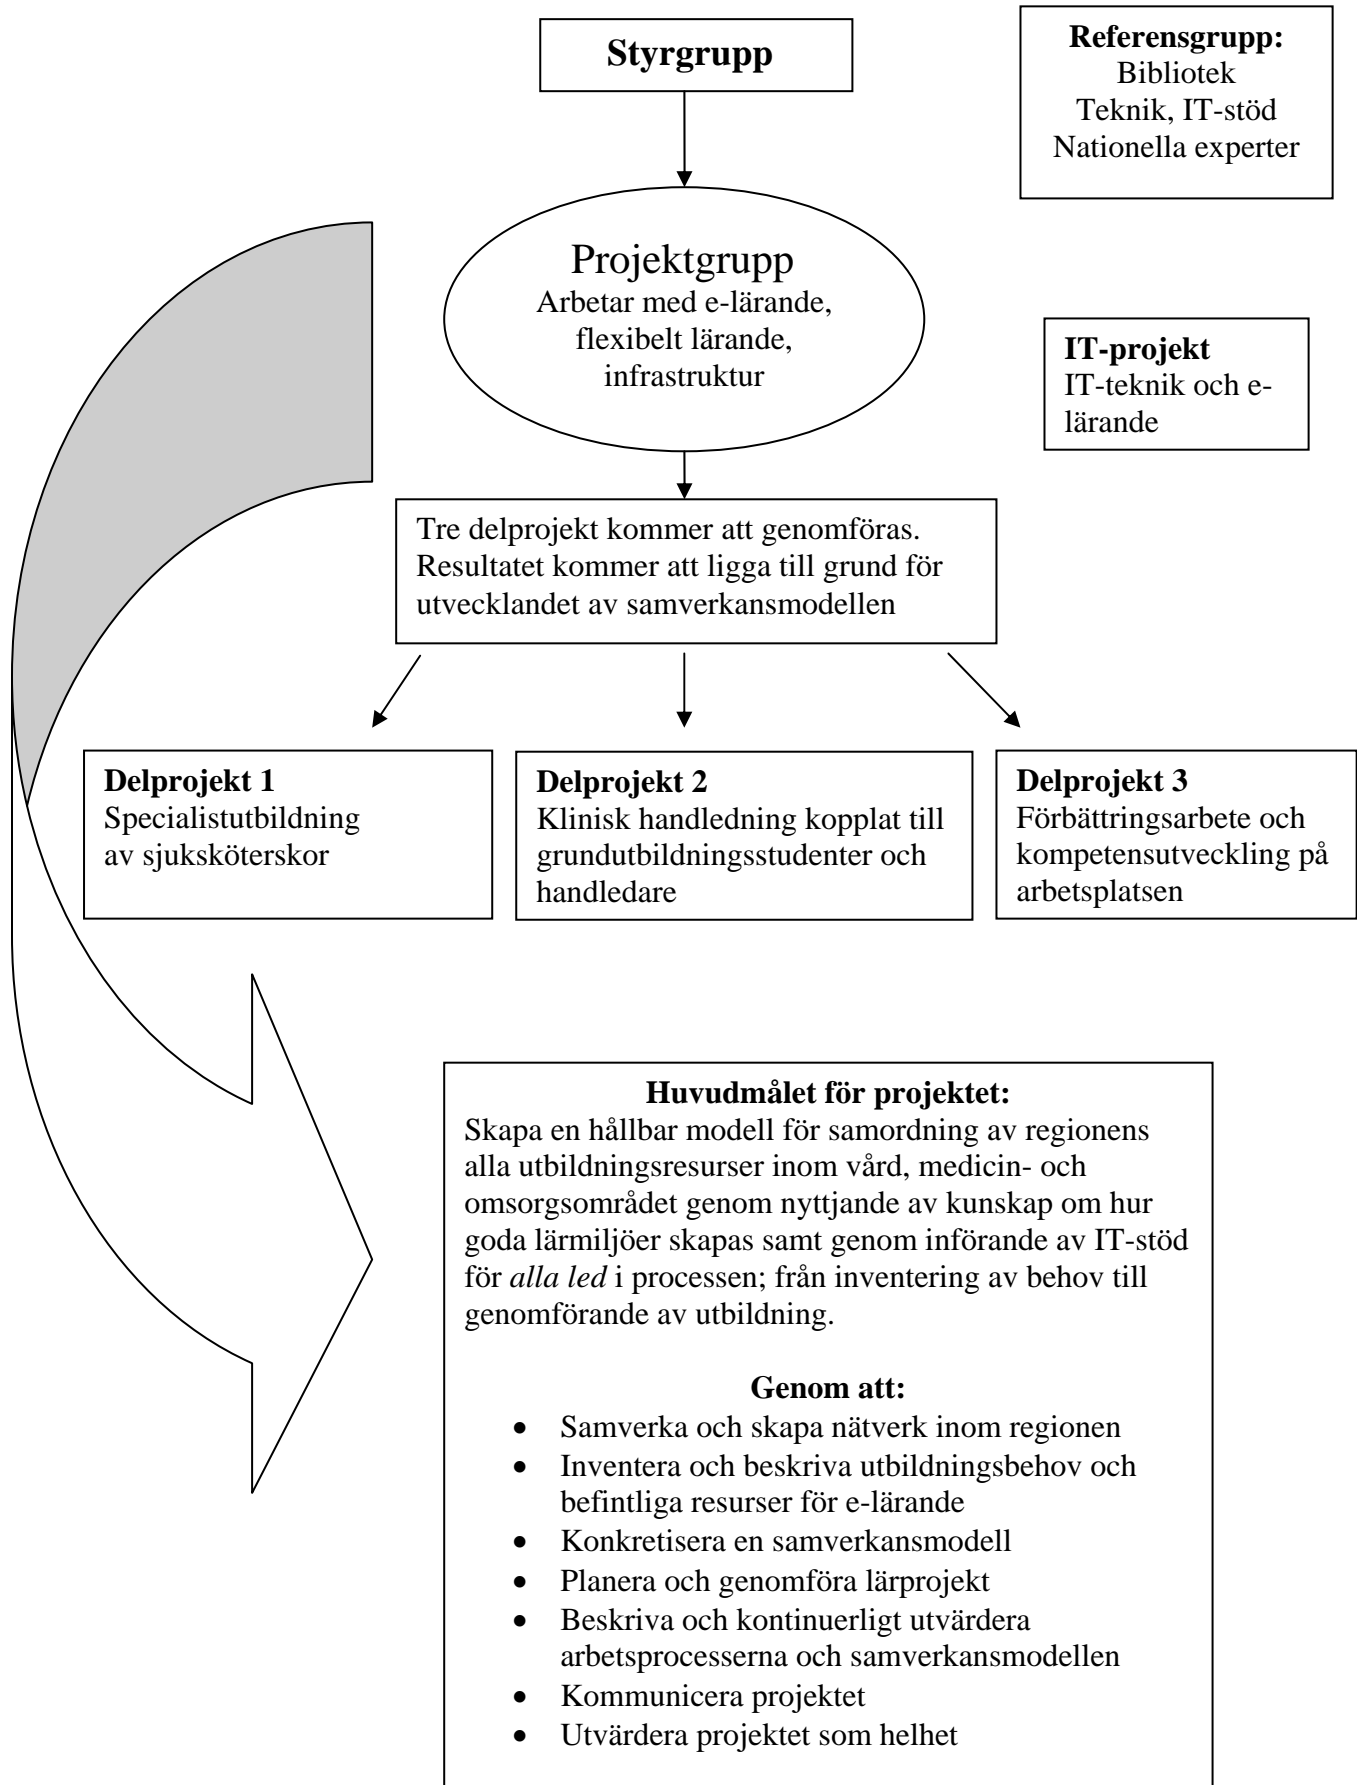 Styrgrupp
Referensgrupp:
Bibliotek
Teknik, IT-stöd
Nationella experter
Projektgrupp
Arbetar med e-lärande,
flexibelt lärande,
infrastruktur
IT-projekt
IT-teknik och e-
lärande
Tre delprojekt kommer att genomföras.
Resultatet kommer att ligga till grund för
utvecklandet av samverkansmodellen
Delprojekt 1
Specialistutbildning
av sjuksköterskor
Delprojekt 2
Klinisk handledning kopplat till
grundutbildningsstudenter och
handledare
Delprojekt 3
Förbättringsarbete och
kompetensutveckling på
arbetsplatsen
Huvudmålet för projektet:
Skapa en hållbar modell för samordning av regionens
alla utbildningsresurser inom vård, medicin- och
omsorgsområdet genom nyttjande av kunskap om hur
goda lärmiljöer skapas samt genom införande av IT-stöd
för alla led i processen; från inventering av behov till
genomförande av utbildning.
Genom att:
• Samverka och skapa nätverk inom regionen
• Inventera och beskriva utbildningsbehov och
befintliga resurser för e-lärande
• Konkretisera en samverkansmodell
• Planera och genomföra lärprojekt
• Beskriva och kontinuerligt utvärdera
arbetsprocesserna och samverkansmodellen
• Kommunicera projektet
• Utvärdera projektet som helhet